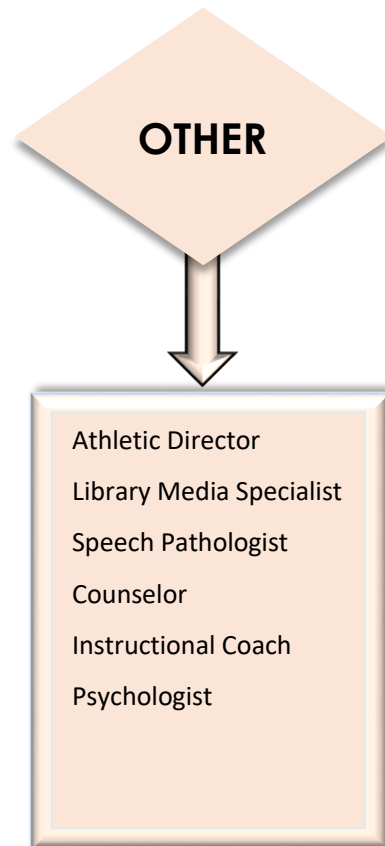 OTHER
Athletic Director
Library Media Specialist
Speech Pathologist
Counselor
Instructional Coach
Psychologist